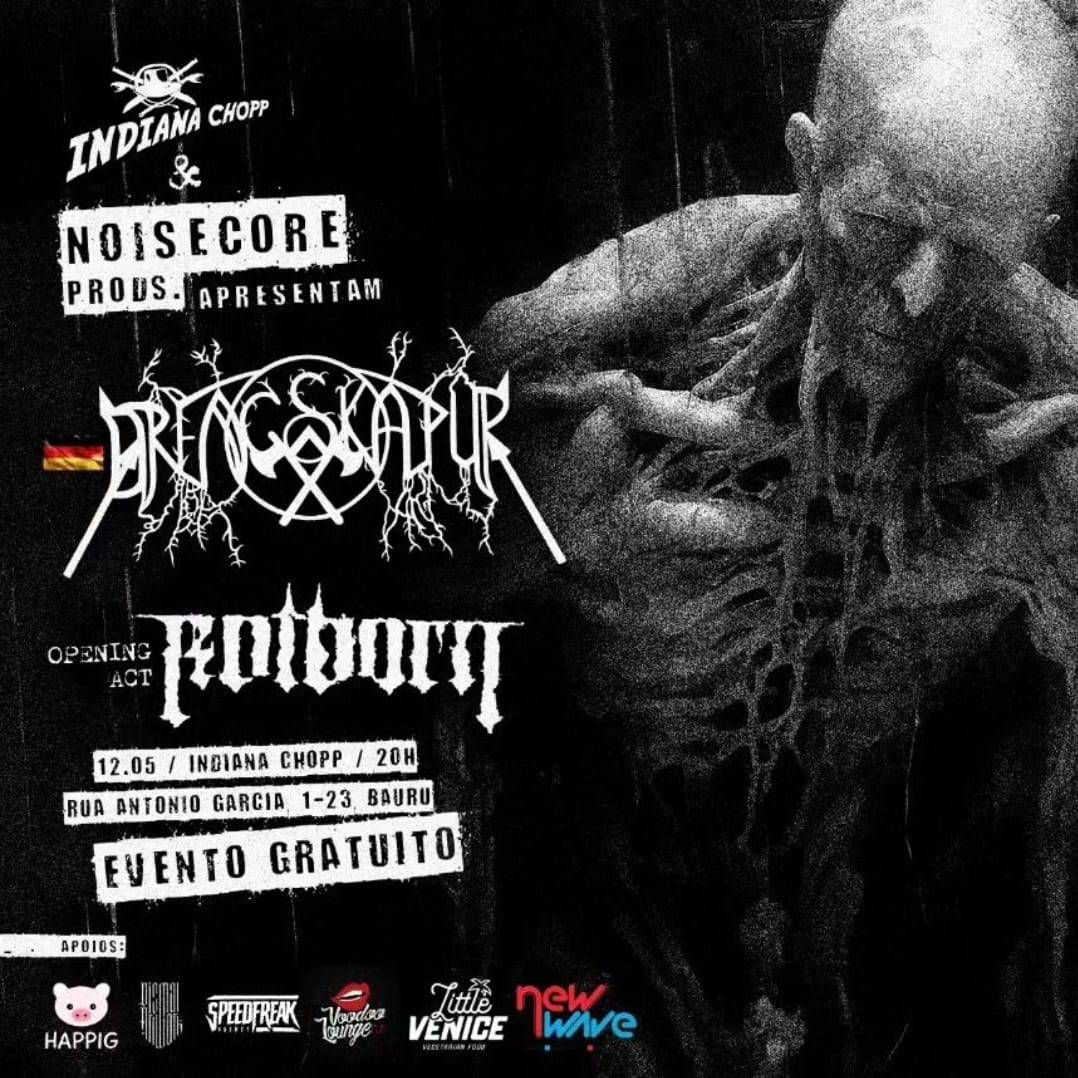 INDIANA CHOPP
&
NOISECORE
PRODS. APRESENTAM
DRENGSKAPUR
OPENING
ACT
Rotborn
12.05 / INDIANA CHOPP / 20H
RUA ANTONIO GARCIA, 1-23, BAURU
EVENTO GRATUITO
APOIOS:
HAPPIG
SPEEDFREAK
AGENCY
Voodoo
Lounge
Little
VENICE
VEGETARIAN FOOD
new
wave